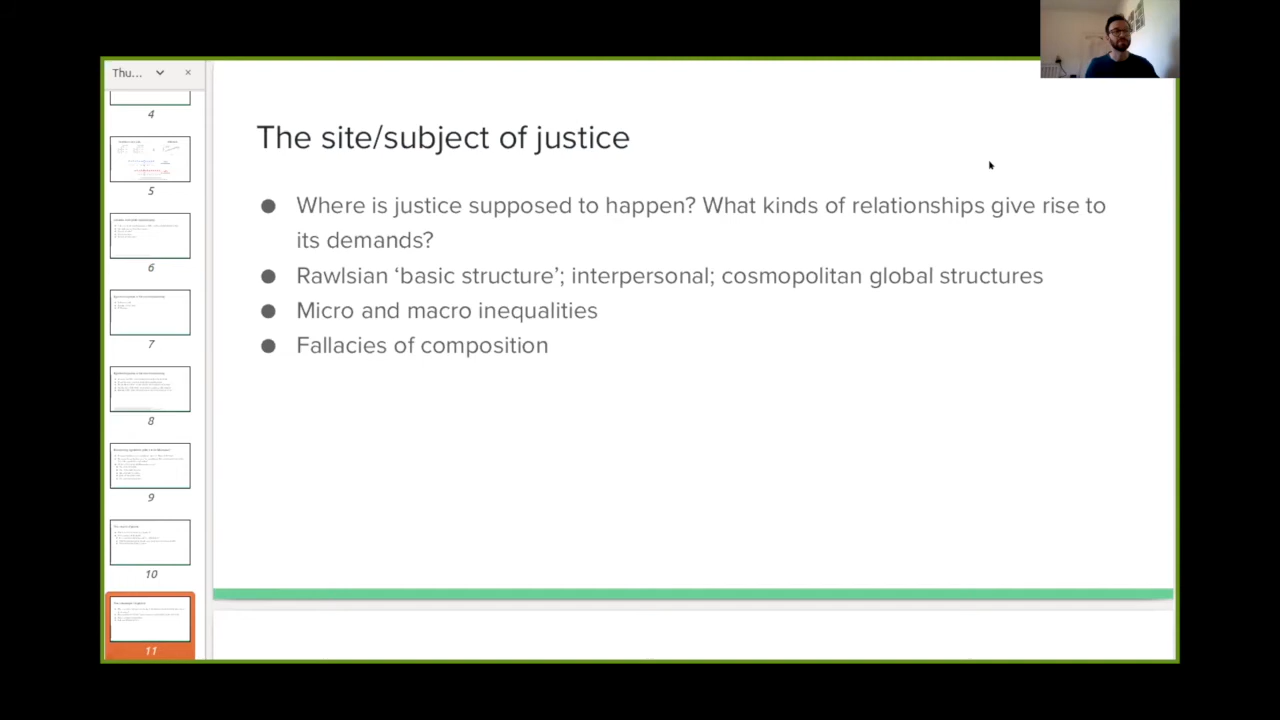 Thu...
4
5
6
7
8
9
10
11
The site/subject of justice
Where is justice supposed to happen? What kinds of relationships give rise to
its demands?
Rawlsian ‘basic structure’; interpersonal; cosmopolitan global structures
Micro and macro inequalities
Fallacies of composition